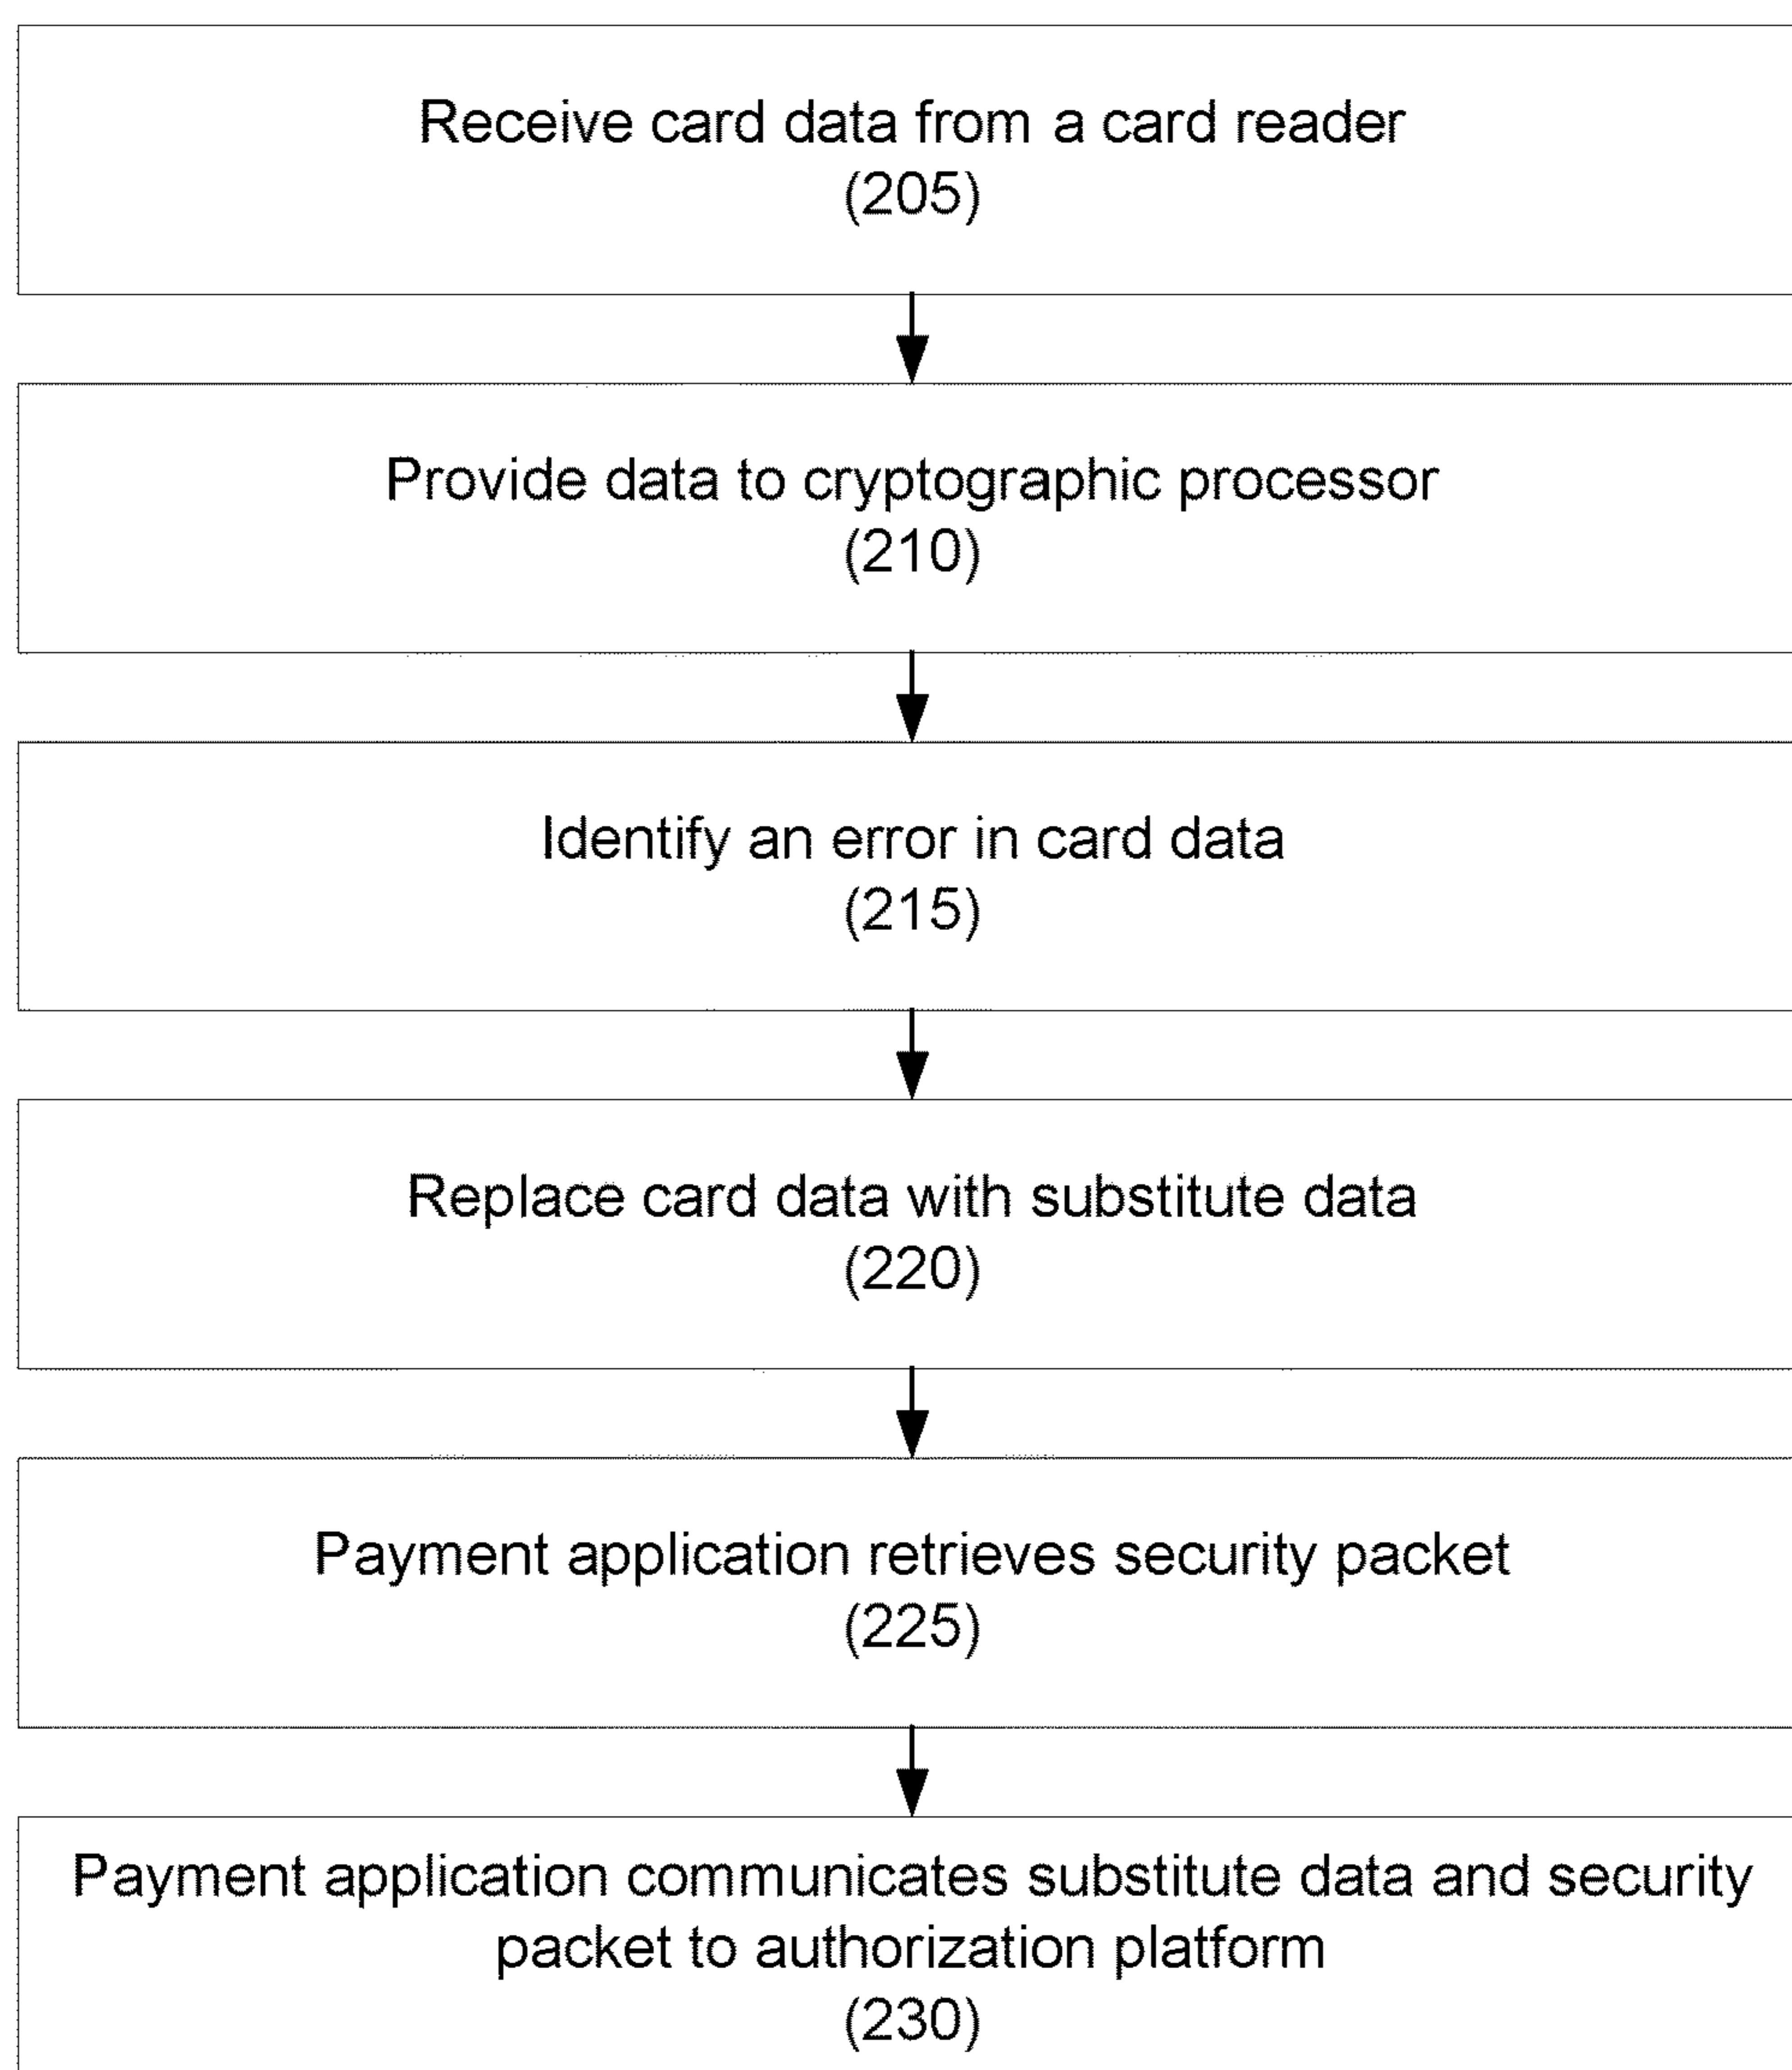 Receive card data from a card reader
(205)
Provide data to cryptographic processor
(210)
Identify an error in card data
(215)
Replace card data with substitute data
(220)
Payment application retrieves security packet
(225)
Payment application communicates substitute data and security
packet to authorization platform
(230)